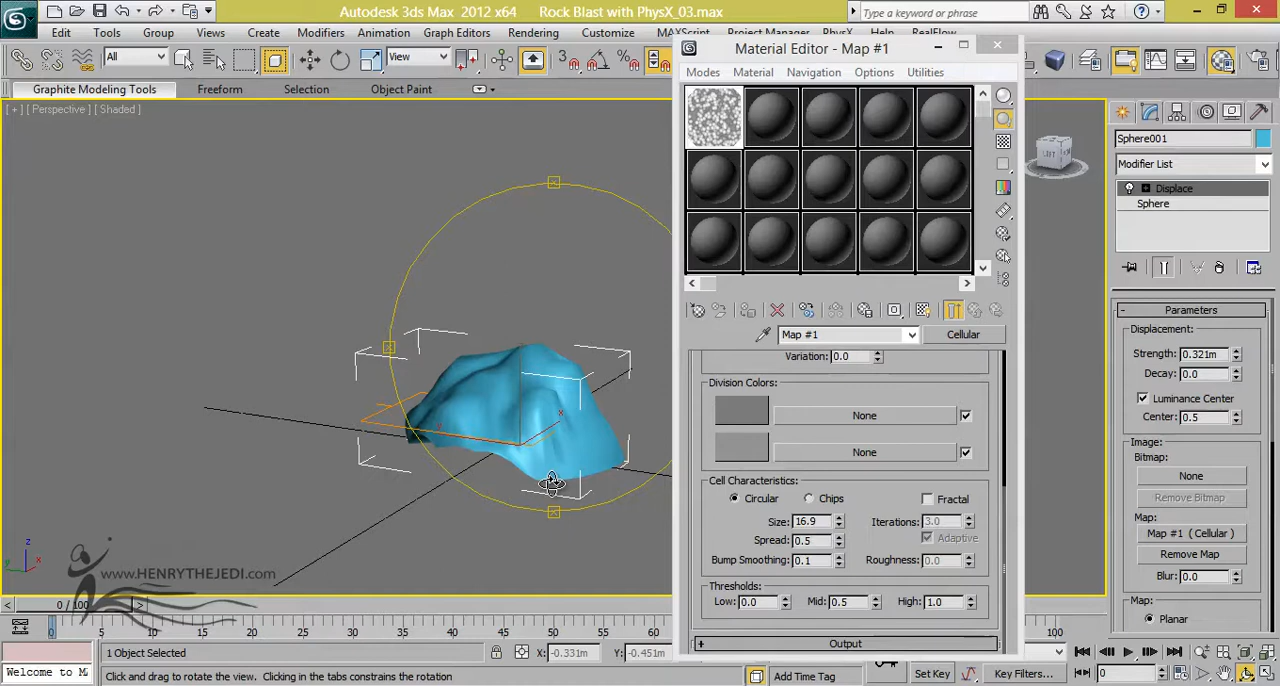 Autodesk 3ds Max 2012 x64 Rock Blast with PhysX_03.max
Type a keyword or phrase
Edit Tools Group Views Create Modifiers Animation Graph Editors Rendering Customize MAXScript PhysX RealFlow
All View
Graphite Modeling Tools Freeform Selection Object Paint
[ + ] [ Perspective ] [ Shaded ]
Material Editor - Map #1
Modes Material Navigation Options Utilities
Map #1 Cellular
Variation: 0.0
Division Colors:
None
None
Cell Characteristics:
Circular Chips Fractal
Size: 16.9 Iterations: 3.0
Spread: 0.5 Adaptive
Bump Smoothing: 0.1 Roughness: 0.0
Thresholds:
Low: 0.0 Mid: 0.5 High: 1.0
+ Output
Sphere001
Modifier List
Displace
Sphere
- Parameters
Displacement:
Strength: 0.321m
Decay: 0.0
Luminance Center
Center: 0.5
Image:
Bitmap:
None
Remove Bitmap
Map:
Map #1 ( Cellular )
Remove Map
Blur: 0.0
Map:
Planar
z
y x
x
x
www.HENRYTHEJEDI.com
0 / 100
0 5 10 15 20 25 30 35 40 45 50 55 60 100
1 Object Selected X: -0.331m Y: -0.451m
Welcome to M
Click and drag to rotate the view. Clicking in the tabs constrains the rotation
Add Time Tag Set Key Key Filters... 0